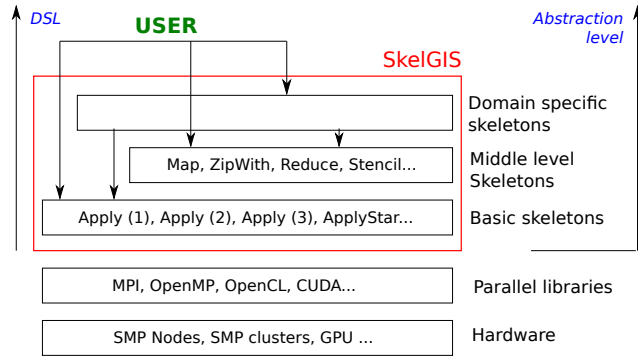 DSL
USER
Abstraction
level
SkelGIS
Domain specific
skeletons
Map, ZipWith, Reduce, Stencil...
Middle level
Skeletons
Apply (1), Apply (2), Apply (3), ApplyStar...
Basic skeletons
MPI, OpenMP, OpenCL, CUDA...
Parallel libraries
SMP Nodes, SMP clusters, GPU ...
Hardware